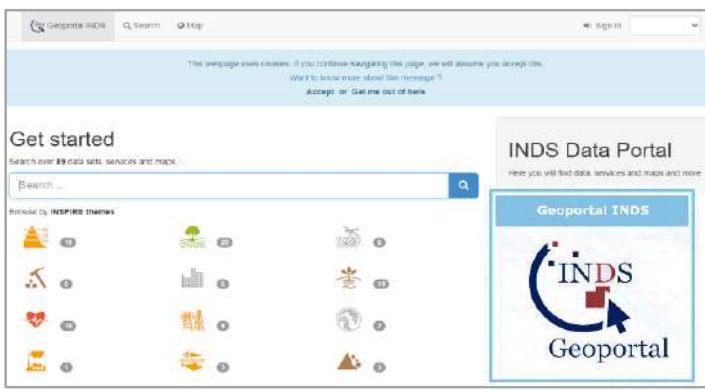 Geoportal INDS Search Map Sign in
This webpage uses cookies. If you continue navigating this page, we will assume you accept this.
Want to know more about this message ?
Accept or Get me out of here
Get started
Search over 89 data sets, services and maps, ...
Search ...
Browse by INSPIRE themes
INDS Data Portal
Here you will find data, services and maps and more
Geoportal INDS
INDS
Geoportal